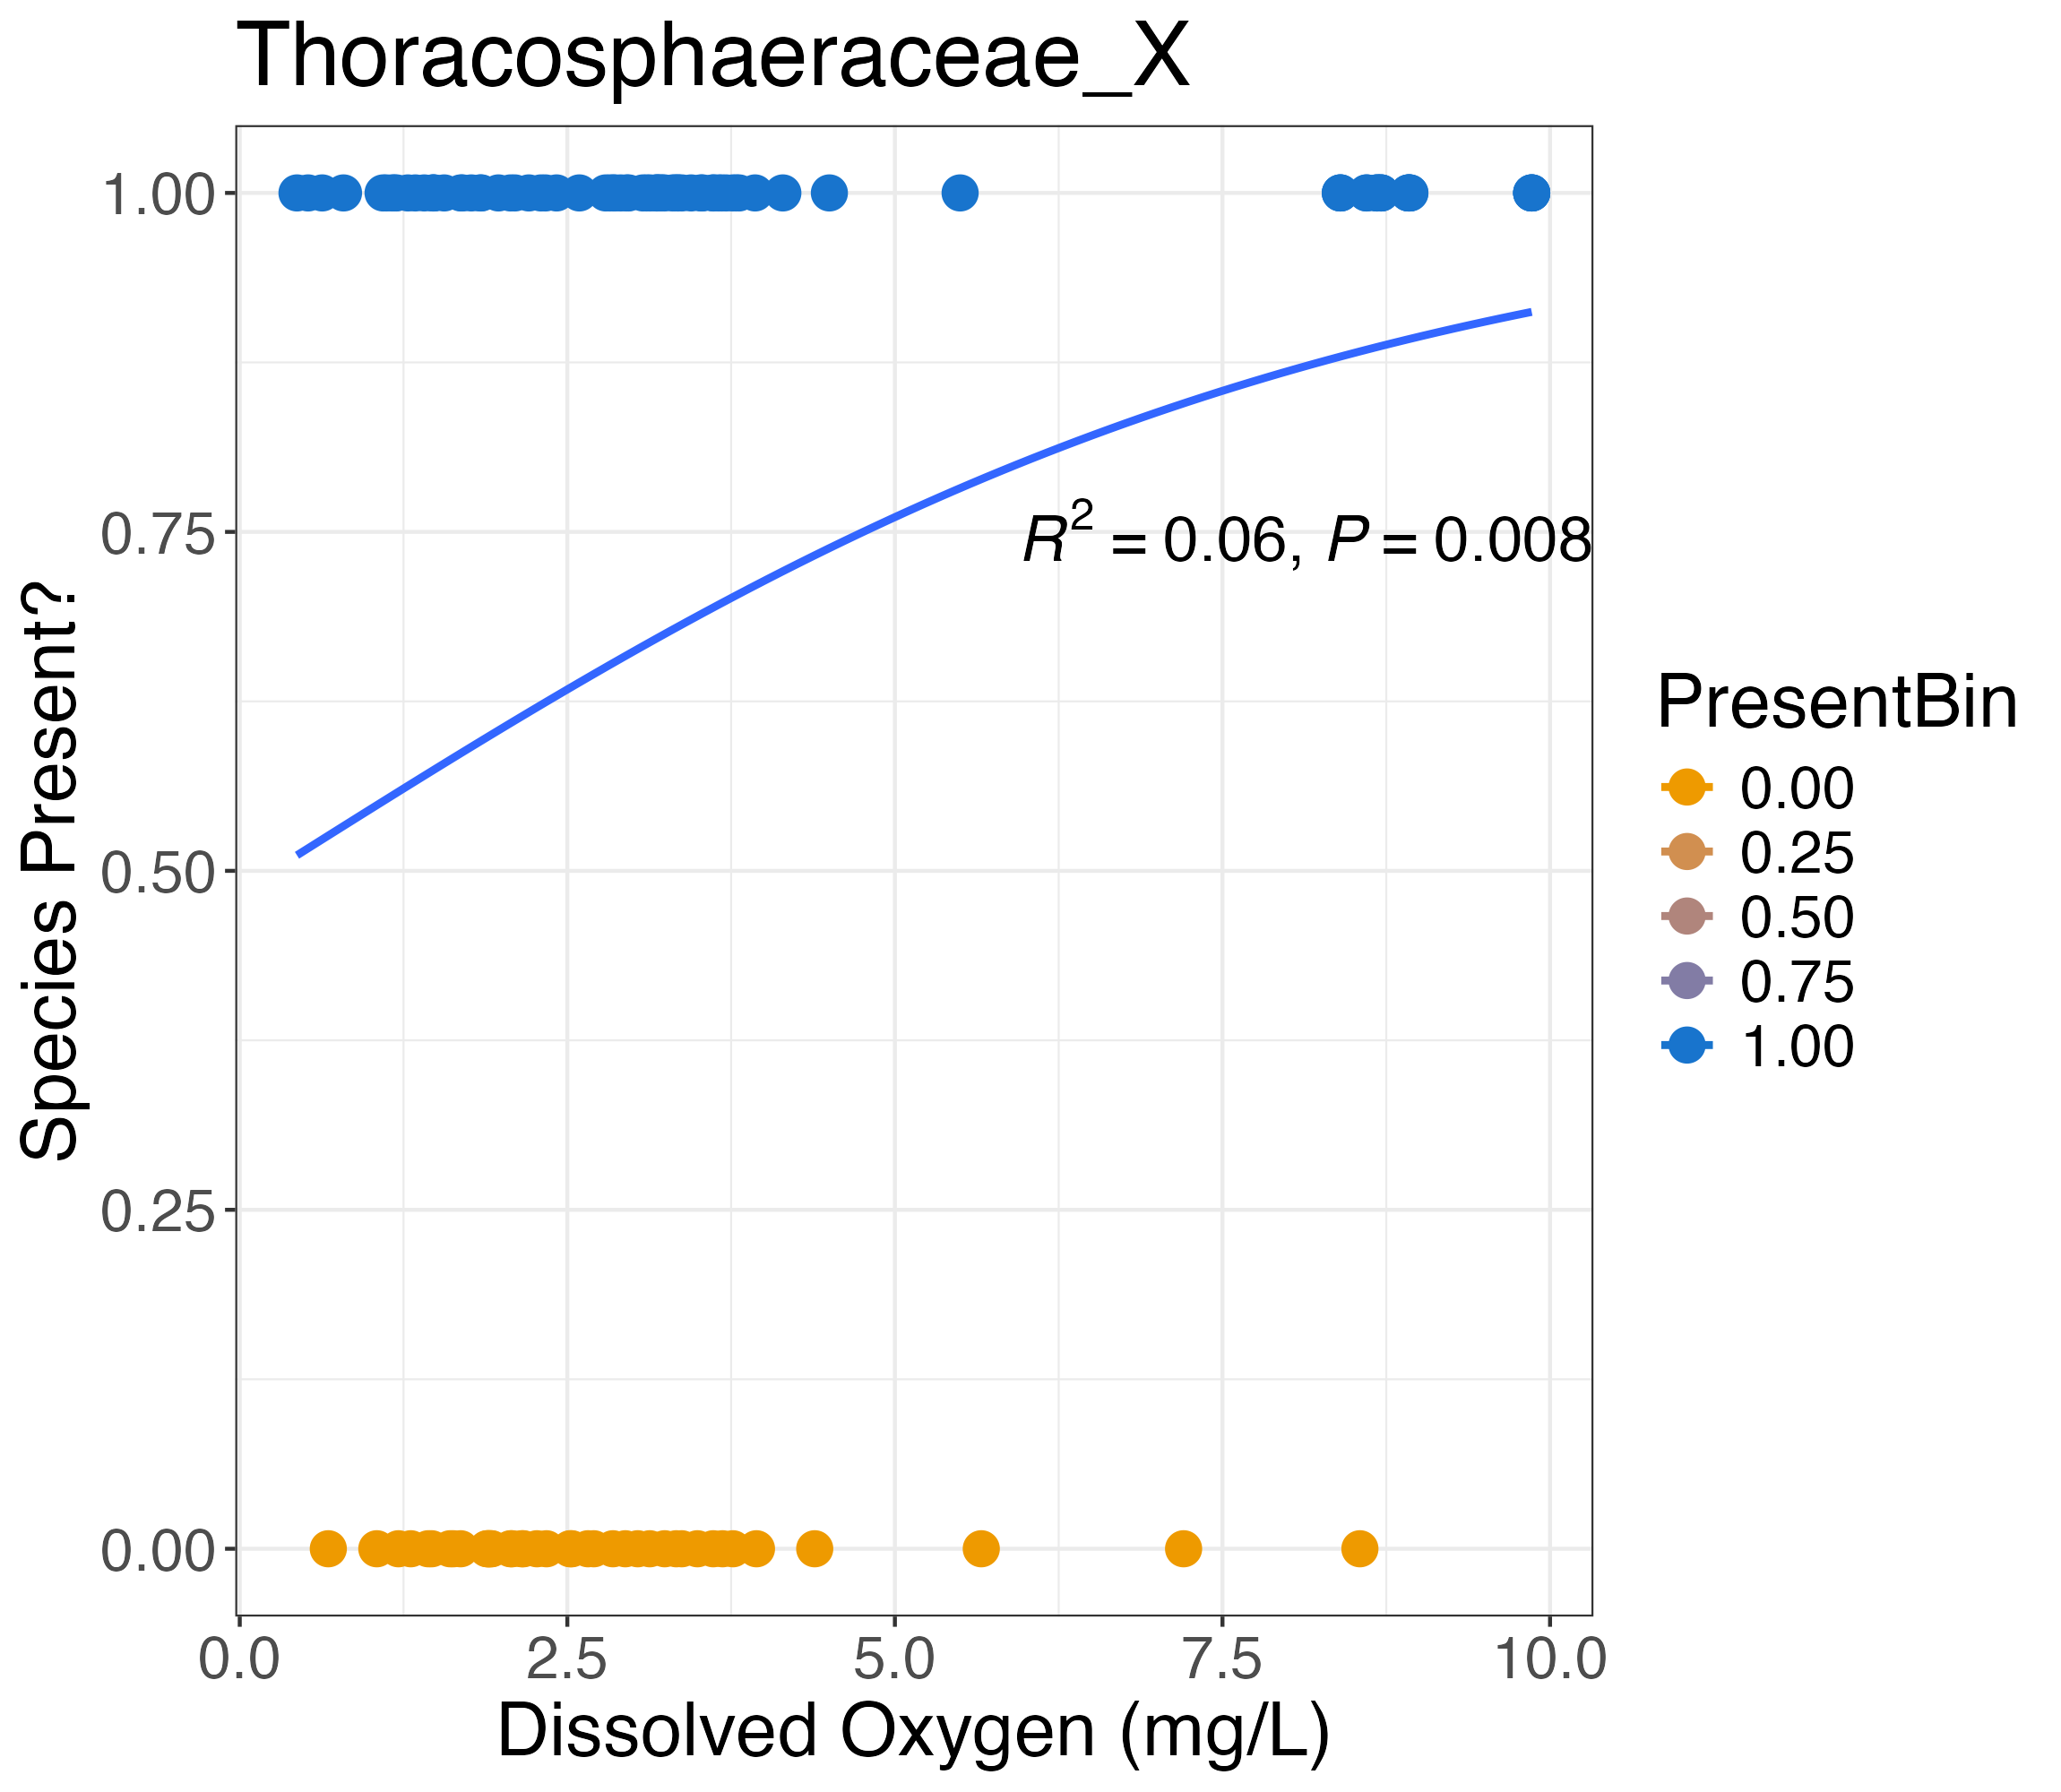 Thoracosphaeraceae_X
1.00
0.75
0.50
0.25
0.00
Species Present?
R² = 0.06, P = 0.008
0.0 2.5 5.0 7.5 10.0
Dissolved Oxygen (mg/L)
PresentBin
0.00
0.25
0.50
0.75
1.00